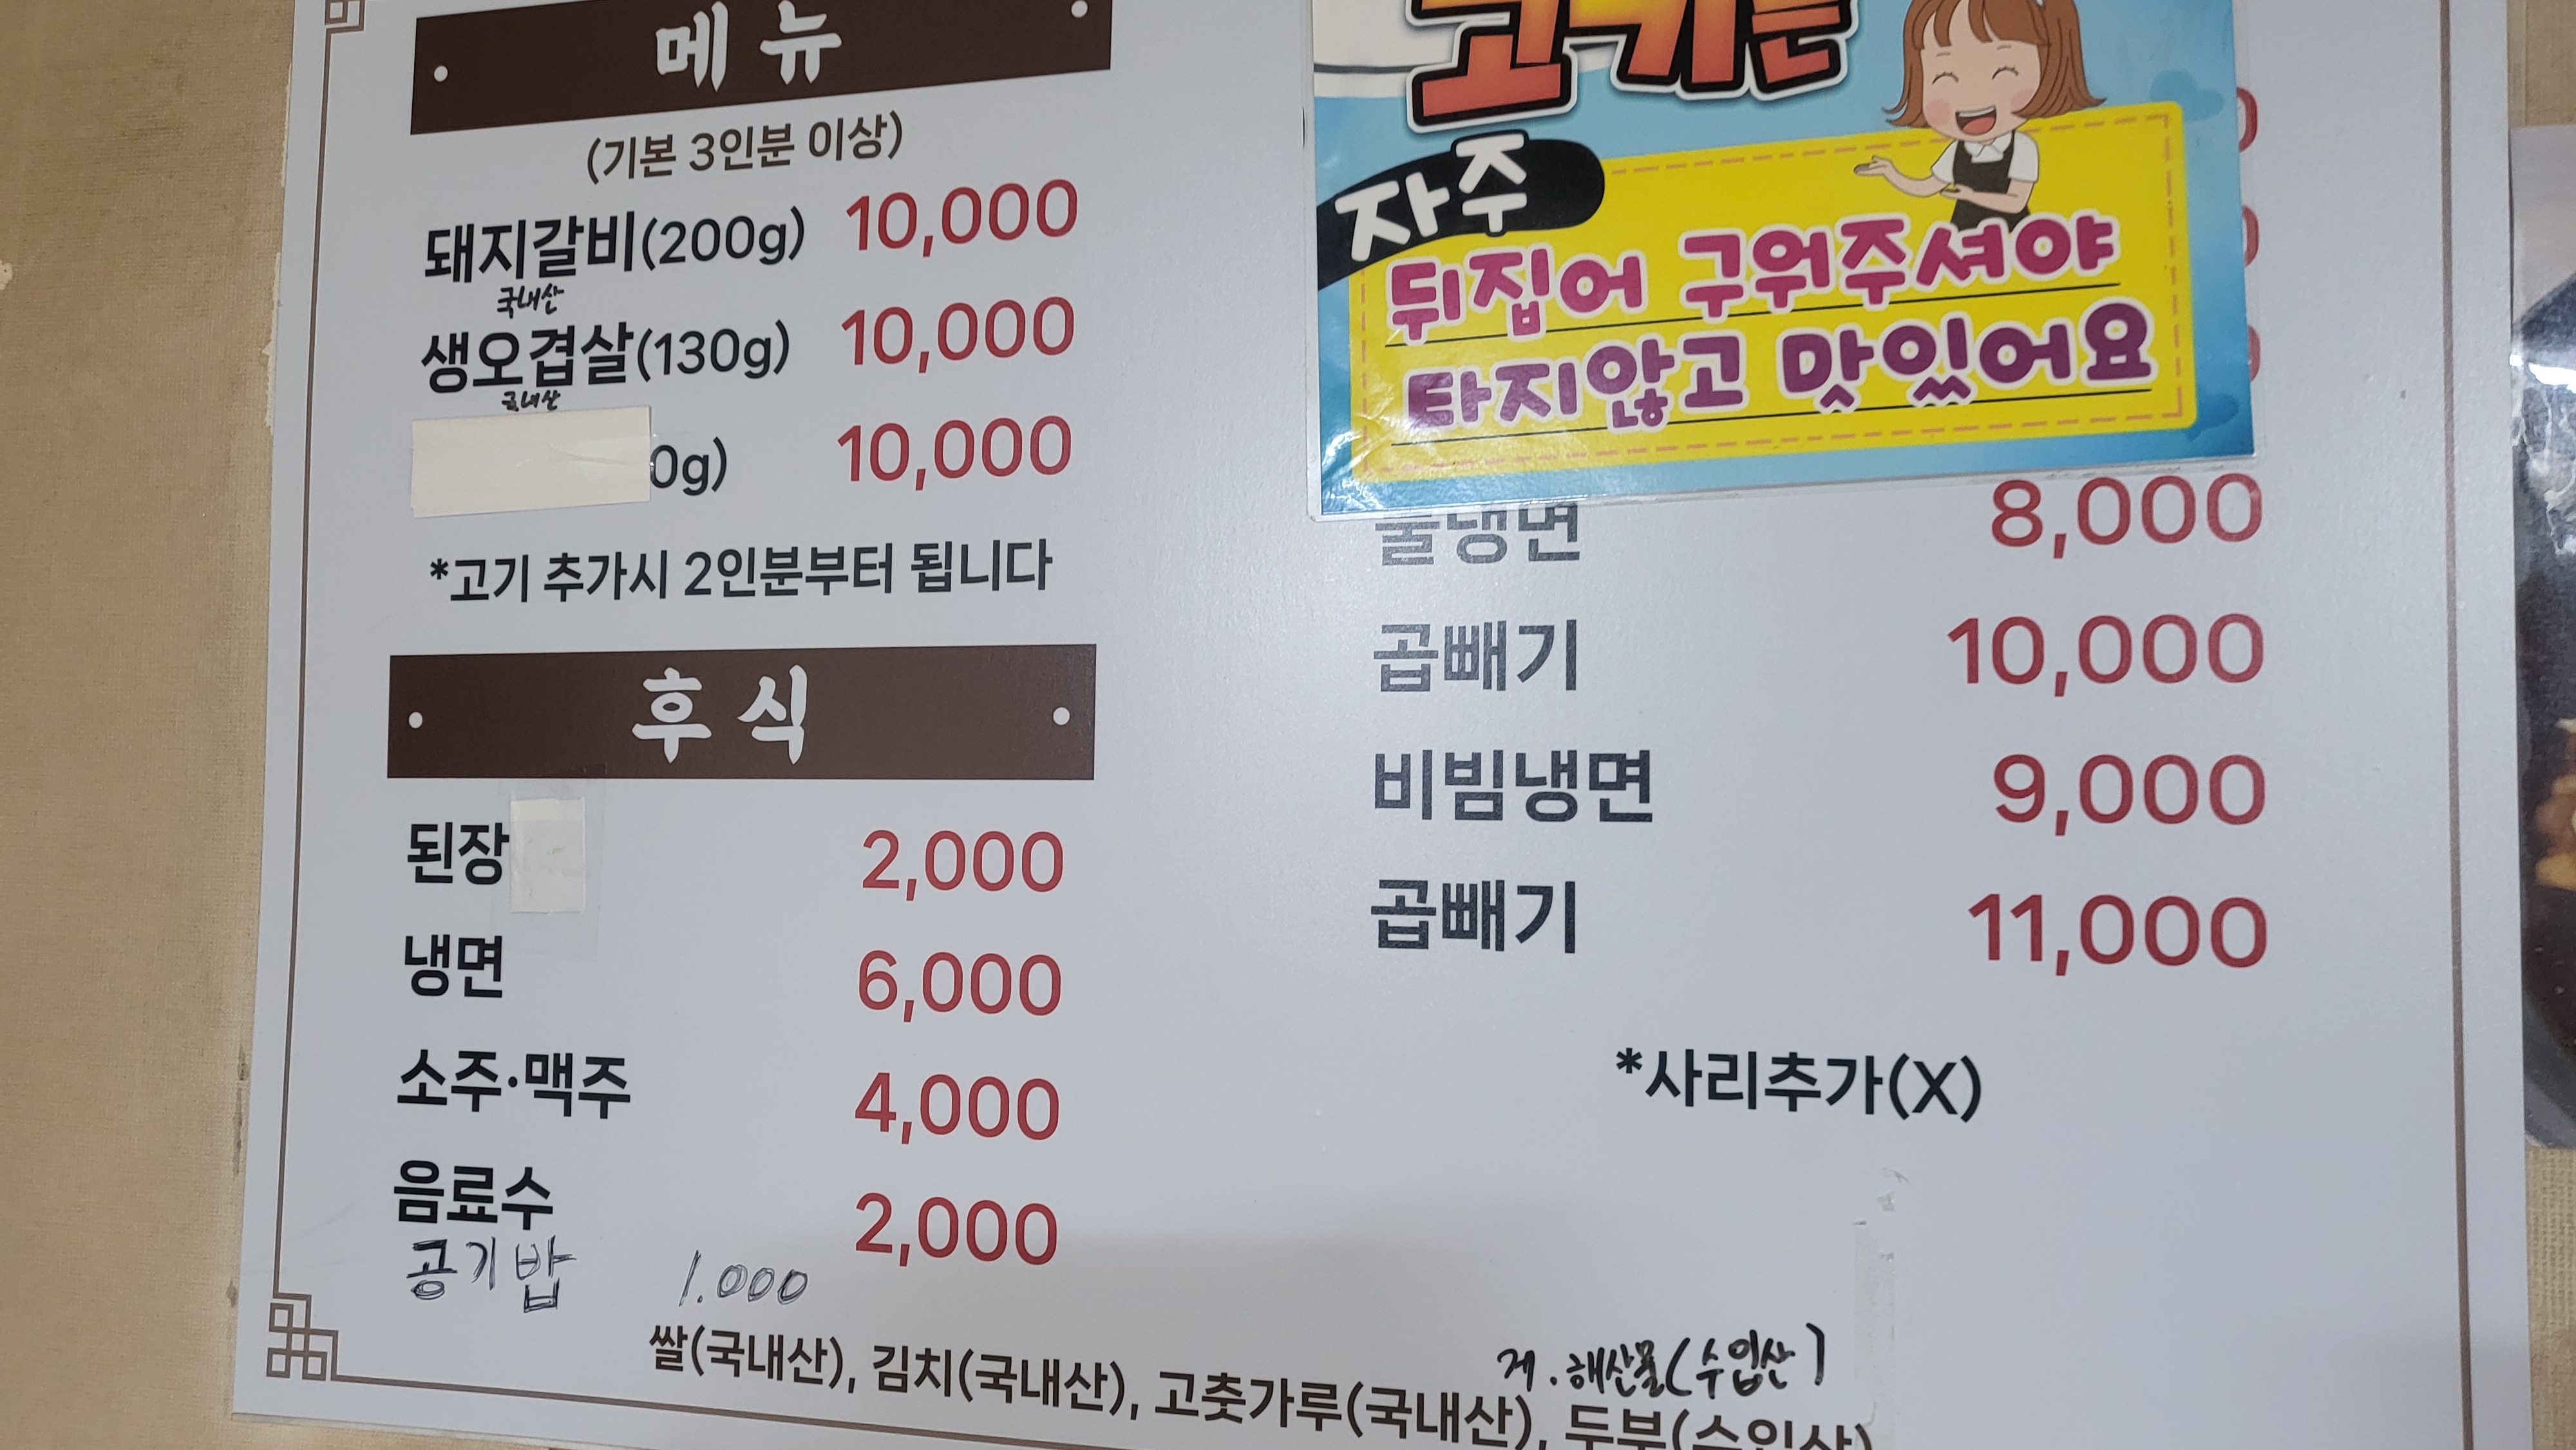 메뉴
(기본 3인분 이상)
돼지갈비(200g) 10,000
국내산
생오겹살(130g) 10,000
국내산
0g) 10,000
*고기 추가시 2인분부터 됩니다
후식
된장 2,000
냉면 6,000
소주·맥주 4,000
음료수 2,000
공기밥 1.000
고기는
자주
뒤집어 구워주셔야
타지않고 맛있어요
물냉면 8,000
곱빼기 10,000
비빔냉면 9,000
곱빼기 11,000
*사리추가(X)
해산물(수입산)
쌀(국내산), 김치(국내산), 고춧가루(국내산), 두부(수입산)